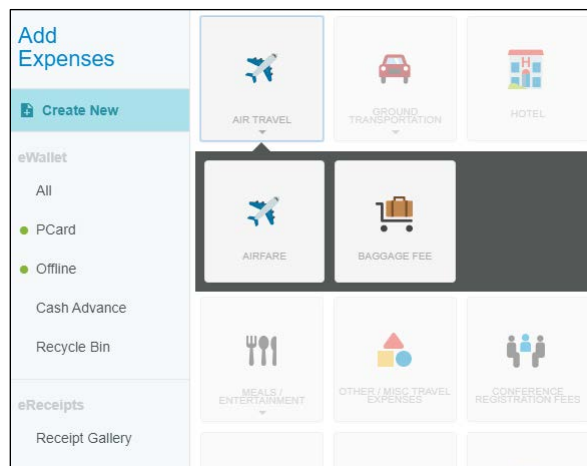 Add
Expenses
Create New
eWallet
All
PCard
Offline
Cash Advance
Recycle Bin
eReceipts
Receipt Gallery
AIR TRAVEL
GROUND
TRANSPORTATION
H
HOTEL
AIRFARE
BAGGAGE FEE
MEALS /
ENTERTAINMENT
OTHER / MISC TRAVEL
EXPENSES
CONFERENCE
REGISTRATION FEES